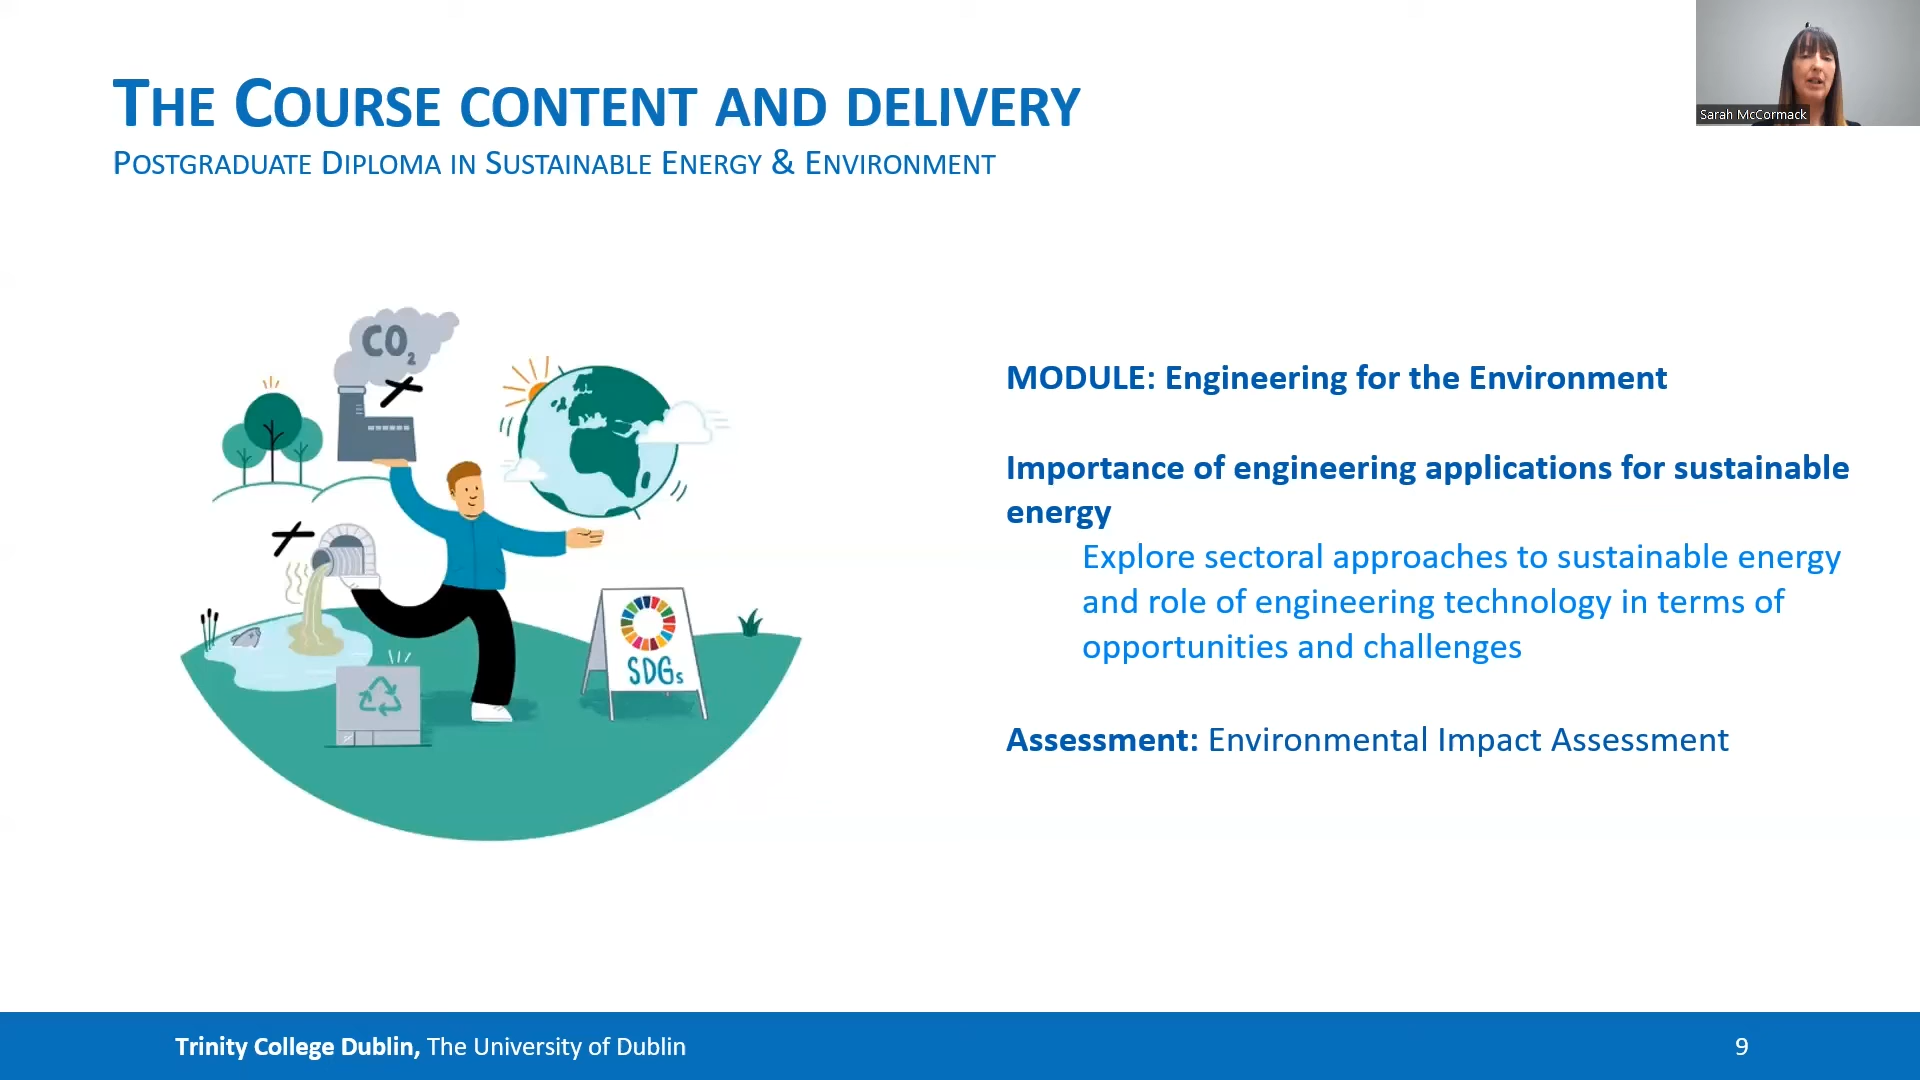 THE COURSE CONTENT AND DELIVERY
POSTGRADUATE DIPLOMA IN SUSTAINABLE ENERGY & ENVIRONMENT
Sarah McCormack
CO2
SDGs
MODULE: Engineering for the Environment
Importance of engineering applications for sustainable
energy
Explore sectoral approaches to sustainable energy
and role of engineering technology in terms of
opportunities and challenges
Assessment: Environmental Impact Assessment
Trinity College Dublin, The University of Dublin
9